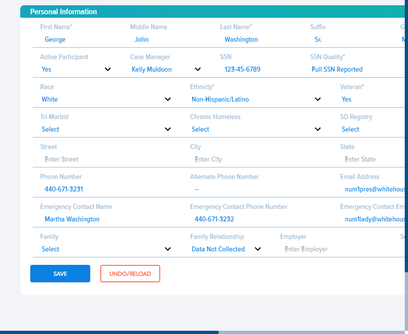 Personal Information
First Name* Middle Name Last Name* Suffix
George John Washington Sr.
Active Participant Case Manager SSN SSN Quality*
Yes Kelly Muldoon 123-45-6789 Full SSN Reported
Race Ethnicty* Veteran*
White Non-Hispanic/Latino Yes
Tri-Morbid Chronic Homeless SO Registry
Select Select Select
Street City State
Enter Street Enter City Enter State
Phone Number Alternate Phone Number Email Address
440-671-3231 -- num1pres@whitehou
Emergency Contact Name Emergency Contact Phone Number Emergency Contact Em
Martha Washington 440-671-3232 num1lady@whitehou
Family Family Relationship Employer
Select Data Not Collected Enter Employer
SAVE UNDO/RELOAD